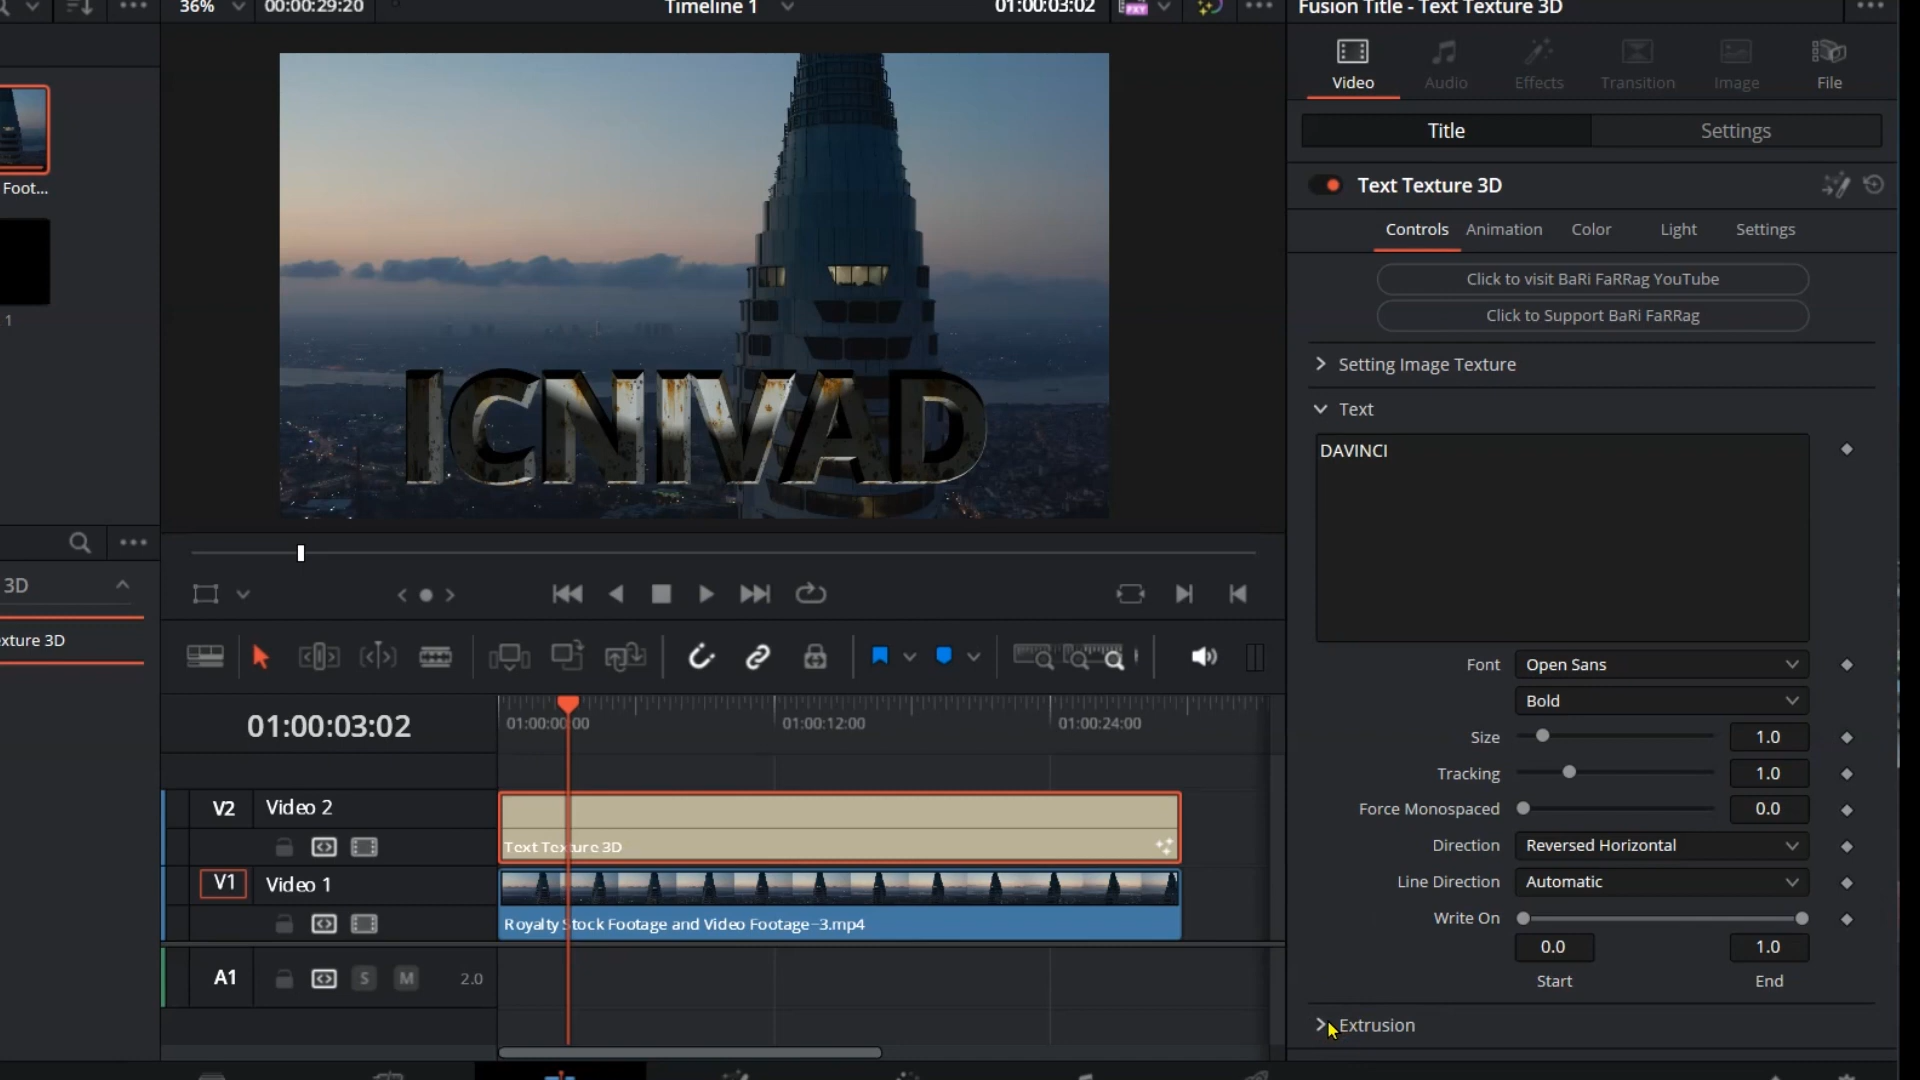 36%
00:00:29:20
Timeline 1
01:00:03:02
Fusion Title - Text Texture 3D
Video
Audio
Effects
Transition
Image
File
Title
Settings
Text Texture 3D
Controls
Animation
Color
Light
Settings
Click to visit BaRi FaRRag YouTube
Click to Support BaRi FaRRag
Setting Image Texture
Text
DAVINCI
Foot...
1
ICNIVAD
3D
exture 3D
Font
Open Sans
Bold
Size
1.0
Tracking
1.0
Force Monospaced
0.0
Direction
Reversed Horizontal
Line Direction
Automatic
Write On
0.0
1.0
Start
End
Extrusion
01:00:03:02
01:00:00:00
01:00:12:00
01:00:24:00
V2
Video 2
Text Texture 3D
V1
Video 1
Royalty Stock Footage and Video Footage-3.mp4
A1
S
M
2.0